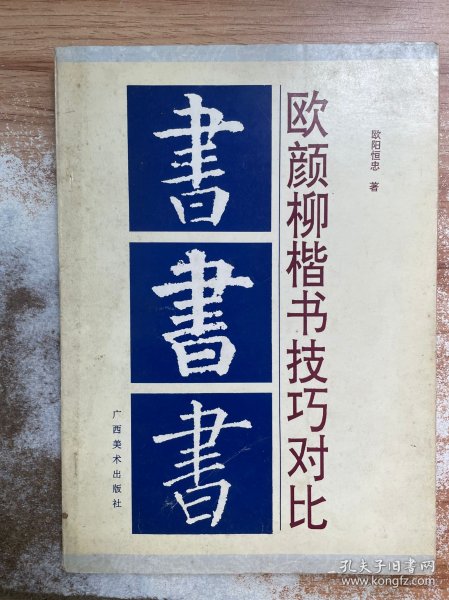 欧颜柳楷书技巧对比
欧阳恒忠 著
書
書
書
广西美术出版社
孔夫子旧书网
www.kongfz.com